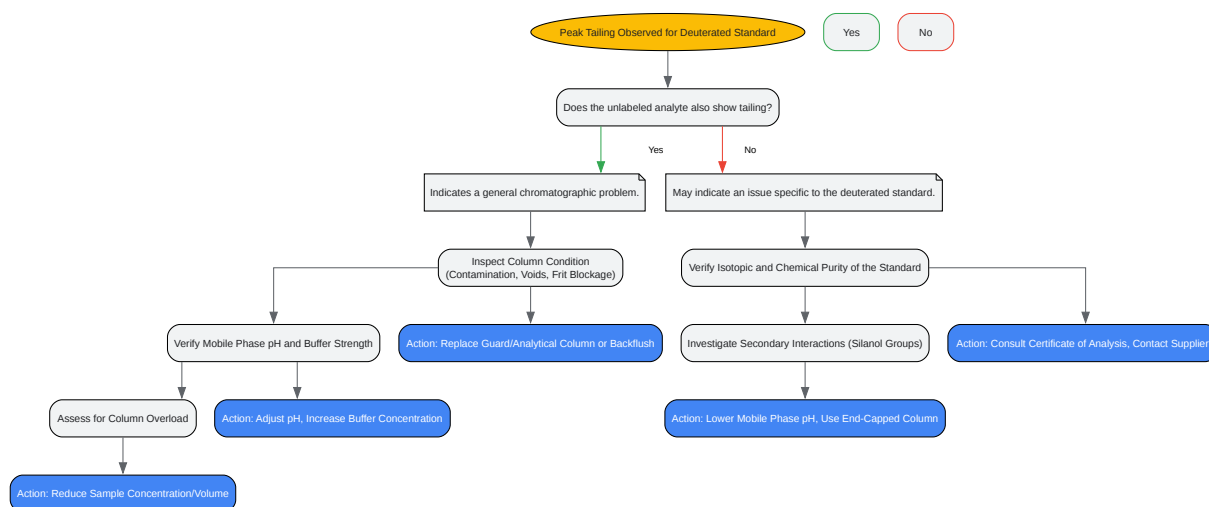 Peak Tailing Observed for Deuterated Standard
Yes
No
Does the unlabeled analyte also show tailing?
Yes
No
Indicates a general chromatographic problem.
May indicate an issue specific to the deuterated standard.
Inspect Column Condition
(Contamination, Voids, Frit Blockage)
Verify Isotopic and Chemical Purity of the Standard
Verify Mobile Phase pH and Buffer Strength
Action: Replace Guard/Analytical Column or Backflush
Investigate Secondary Interactions (Silanol Groups)
Action: Consult Certificate of Analysis, Contact Supplier
Assess for Column Overload
Action: Adjust pH, Increase Buffer Concentration
Action: Lower Mobile Phase pH, Use End-Capped Column
Action: Reduce Sample Concentration/Volume